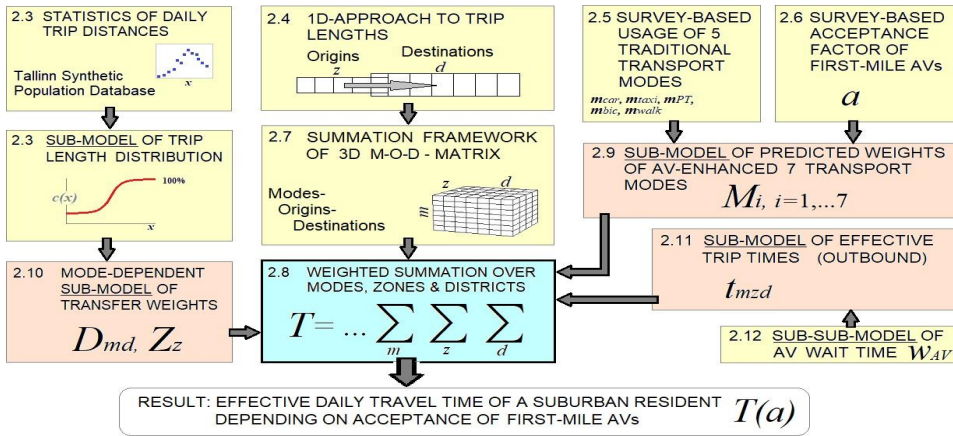 2.3 STATISTICS OF DAILY
TRIP DISTANCES
Tallinn Synthetic
Population Database
x
2.4 1D-APPROACH TO TRIP
LENGTHS
Origins
Destinations
z
d
2.5 SURVEY-BASED
USAGE OF 5
TRADITIONAL
TRANSPORT
MODES
mcar, mtaxi, mPT,
mbic, mwalk
2.6 SURVEY-BASED
ACCEPTANCE
FACTOR OF
FIRST-MILE AVs
a
2.3 SUB-MODEL OF TRIP
LENGTH DISTRIBUTION
100%
c(x)
x
2.7 SUMMATION FRAMEWORK
OF 3D M-O-D - MATRIX
Modes-
Origins-
Destinations
z
d
m
2.9 SUB-MODEL OF PREDICTED WEIGHTS
OF AV-ENHANCED 7 TRANSPORT
MODES
Mi, i=1,...7
2.10 MODE-DEPENDENT
SUB-MODEL OF
TRANSFER WEIGHTS
Dmd, Zz
2.8 WEIGHTED SUMMATION OVER
MODES, ZONES & DISTRICTS
T= ... ∑ ∑ ∑
m z d
2.11 SUB-MODEL OF EFFECTIVE
TRIP TIMES (OUTBOUND)
tmzd
2.12 SUB-SUB-MODEL OF
AV WAIT TIME wAV
RESULT: EFFECTIVE DAILY TRAVEL TIME OF A SUBURBAN RESIDENT
DEPENDING ON ACCEPTANCE OF FIRST-MILE AVs T(a)